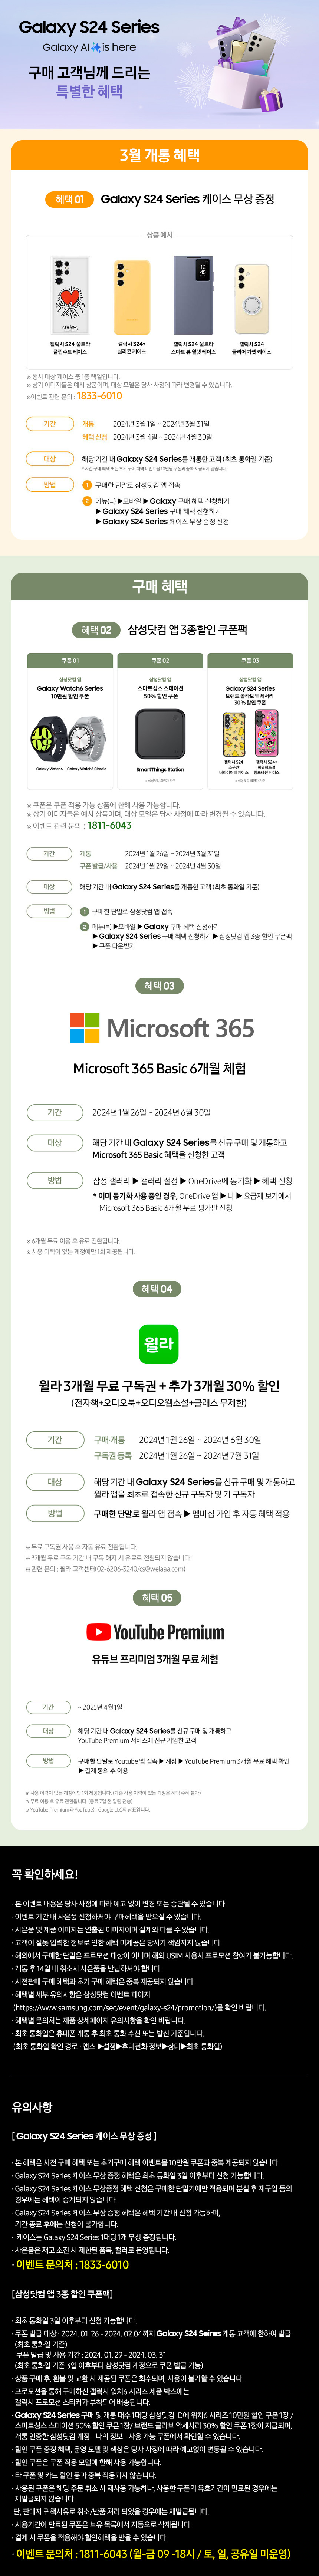 Galaxy S24 Series
Galaxy AI is here
구매 고객님께 드리는
특별한 혜택
3월 개통 혜택
혜택 01 Galaxy S24 Series 케이스 무상 증정
상품 예시
갤럭시 S24 울트라
플립수트 케이스
갤럭시 S24+
실리콘 케이스
갤럭시 S24 울트라
스마트 뷰 월렛 케이스
갤럭시 S24
클리어 가젯 케이스
※ 행사 대상 케이스 중 1종 택일입니다.
※ 상기 이미지들은 예시 상품이며, 대상 모델은 당사 사정에 따라 변경될 수 있습니다.
※이벤트 관련 문의 : 1833-6010
기간 개통 2024년 3월 1일 ~ 2024년 3월 31일
혜택 신청 2024년 3월 4일 ~ 2024년 4월 30일
대상 해당 기간 내 Galaxy S24 Series를 개통한 고객 (최초 통화일 기준)
방법 1 구매한 단말로 삼성닷컴 앱 접속
2 메뉴(≡) ▶모바일 ▶ Galaxy 구매 혜택 신청하기
▶ Galaxy S24 Series 구매 혜택 신청하기
▶ Galaxy S24 Series 케이스 무상 증정 신청
구매 혜택
혜택 02 삼성닷컴 앱 3종할인 쿠폰팩
쿠폰 01
삼성닷컴 앱
Galaxy Watch6 Series
10만원 할인 쿠폰
Galaxy Watch6 Galaxy Watch6 Classic
쿠폰 02
삼성닷컴 앱
스마트싱스 스테이션
50% 할인 쿠폰
SmartThings Station
쿠폰 03
삼성닷컴 앱
Galaxy S24 Series
브랜드 콜라보 악세서리
30% 할인 쿠폰
※ 쿠폰은 쿠폰 적용 가능 상품에 한해 사용 가능합니다.
※ 상기 이미지들은 예시 상품이며, 대상 모델은 당사 사정에 따라 변경될 수 있습니다.
※ 이벤트 관련 문의 : 1811-6043
기간 개통 2024년 1월 26일 ~ 2024년 3월 31일
쿠폰 발급/사용 2024년 1월 29일 ~ 2024년 4월 30일
대상 해당 기간 내 Galaxy S24 Series를 개통한 고객 (최초 통화일 기준)
방법 1 구매한 단말로 삼성닷컴 앱 접속
2 메뉴(≡) ▶모바일 ▶ Galaxy 구매 혜택 신청하기
▶ Galaxy S24 Series 구매 혜택 신청하기 ▶ 삼성닷컴 앱 3종 할인 쿠폰팩
▶ 쿠폰 다운받기
혜택 03
Microsoft 365
Microsoft 365 Basic 6개월 체험
기간 2024년 1월 26일 ~ 2024년 6월 30일
대상 해당 기간 내 Galaxy S24 Series를 신규 구매 및 개통하고
Microsoft 365 Basic 혜택을 신청한 고객
방법 삼성 갤러리 ▶ 갤러리 설정 ▶ OneDrive에 동기화 ▶ 혜택 신청
* 이미 동기화 사용 중인 경우, OneDrive 앱 ▶ 나 ▶ 요금제 보기에서
Microsoft 365 Basic 6개월 무료 평가판 신청
※ 6개월 무료 이용 후 유료 전환됩니다.
※ 사용 이력이 없는 계정에만 1회 제공됩니다.
혜택 04
윌라
윌라 3개월 무료 구독권 + 추가 3개월 30% 할인
(전자책+오디오북+오디오웹소설+클래스 무제한)
기간 구매·개통 2024년 1월 26일 ~ 2024년 6월 30일
구독권 등록 2024년 1월 26일 ~ 2024년 7월 31일
대상 해당 기간 내 Galaxy S24 Series를 신규 구매 및 개통하고
윌라 앱을 최초로 접속한 신규 구독자 및 기 구독자
방법 구매한 단말로 윌라 앱 접속 ▶ 멤버십 가입 후 자동 혜택 적용
※ 무료 구독권 사용 후 자동 유료 전환됩니다.
※ 3개월 무료 구독 기간 내 구독 해지 시 유료로 전환되지 않습니다.
※ 관련 문의 : 윌라 고객센터(02-6206-3240/cs@welaaa.com)
혜택 05
YouTube Premium
유튜브 프리미엄 3개월 무료 체험
기간 ~ 2025년 4월 1일
대상 해당 기간 내 Galaxy S24 Series를 신규 구매 및 개통하고
YouTube Premium 서비스에 신규 가입한 고객
방법 구매한 단말로 Youtube 앱 접속 ▶ 계정 ▶ YouTube Premium 3개월 무료 혜택 확인
▶ 결제 동의 후 이용
※ 사용 이력이 없는 계정에만 1회 제공됩니다. (기존 사용 이력이 있는 계정은 혜택 수혜 불가)
※ 무료 이용 후 유료 전환됩니다. (종료 7일 전 알림 전송)
※ YouTube Premium과 YouTube는 Google LLC의 상표입니다.
꼭 확인하세요!
· 본 이벤트 내용은 당사 사정에 따라 예고 없이 변경 또는 중단될 수 있습니다.
· 이벤트 기간 내 사은품 신청하셔야 구매혜택을 받으실 수 있습니다.
· 사은품 및 제품 이미지는 연출된 이미지이며 실제와 다를 수 있습니다.
· 고객이 잘못 입력한 정보로 인한 혜택 미제공은 당사가 책임지지 않습니다.
· 해외에서 구매한 단말은 프로모션 대상이 아니며 해외 USIM 사용시 프로모션 참여가 불가능합니다.
· 개통 후 14일 내 취소시 사은품을 반납하셔야 합니다.
· 사전판매 구매 혜택과 초기 구매 혜택은 중복 제공되지 않습니다.
· 혜택별 세부 유의사항은 삼성닷컴 이벤트 페이지
(https://www.samsung.com/sec/event/galaxy-s24/promotion/)를 확인 바랍니다.
· 혜택별 문의처는 제품 상세페이지 유의사항을 확인 바랍니다.
· 최초 통화일은 휴대폰 개통 후 최초 통화 수신 또는 발신 기준입니다.
(최초 통화일 확인 경로 : 앱스 ▶설정▶휴대전화 정보▶상태▶최초 통화일)
유의사항
[ Galaxy S24 Series 케이스 무상 증정 ]
· 본 혜택은 사전 구매 혜택 또는 초기구매 혜택 이벤트몰 10만원 쿠폰과 중복 제공되지 않습니다.
· Galaxy S24 Series 케이스 무상 증정 혜택은 최초 통화일 3일 이후부터 신청 가능합니다.
· Galaxy S24 Series 케이스 무상증정 혜택 신청은 구매한 단말기에만 적용되며 분실 후 재구입 등의
경우에는 혜택이 승계되지 않습니다.
· Galaxy S24 Series 케이스 무상 증정 혜택은 혜택 기간 내 신청 가능하며,
기간 종료 후에는 신청이 불가합니다.
· 케이스는 Galaxy S24 Series 1대당 1개 무상 증정됩니다.
· 사은품은 재고 소진 시 제한된 품목, 컬러로 운영됩니다.
· 이벤트 문의처 : 1833-6010
[삼성닷컴 앱 3종 할인 쿠폰팩]
· 최초 통화일 3일 이후부터 신청 가능합니다.
· 쿠폰 발급 대상 : 2024. 01. 26 - 2024. 02.04까지 Galaxy S24 Seires 개통 고객에 한하여 발급
(최초 통화일 기준)
쿠폰 발급 및 사용 기간 : 2024. 01. 29 - 2024. 03. 31
(최초 통화일 기준 3일 이후부터 삼성닷컴 계정으로 쿠폰 발급 가능)
· 상품 구매 후, 환불 및 교환 시 제공된 쿠폰은 회수되며, 사용이 불가할 수 있습니다.
· 프로모션을 통해 구매하신 갤럭시 워치6 시리즈 제품 박스에는
갤럭시 프로모션 스티커가 부착되어 배송됩니다.
· Galaxy S24 Series 구매 및 개통 대수 1대당 삼성닷컴 ID에 워치6 시리즈 10만원 할인 쿠폰 1장 /
스마트싱스 스테이션 50% 할인 쿠폰 1장/ 브랜드 콜라보 악세사리 30% 할인 쿠폰 1장이 지급되며,
개통 인증한 삼성닷컴 계정 - 나의 정보 - 사용 가능 쿠폰에서 확인할 수 있습니다.
· 할인 쿠폰 증정 혜택, 운영 모델 및 색상은 당사 사정에 따라 예고없이 변동될 수 있습니다.
· 할인 쿠폰은 쿠폰 적용 모델에 한해 사용 가능합니다.
· 타 쿠폰 및 카드 할인 등과 중복 적용되지 않습니다.
· 사용된 쿠폰은 해당 주문 취소 시 재사용 가능하나, 사용한 쿠폰의 유효기간이 만료된 경우에는
재발급되지 않습니다.
단, 판매자 귀책사유로 취소/반품 처리 되었을 경우에는 재발급됩니다.
· 사용기간이 만료된 쿠폰은 보유 목록에서 자동으로 삭제됩니다.
· 결제 시 쿠폰을 적용해야 할인혜택을 받을 수 있습니다.
· 이벤트 문의처 : 1811-6043 (월-금 09 -18시 / 토, 일, 공유일 미운영)